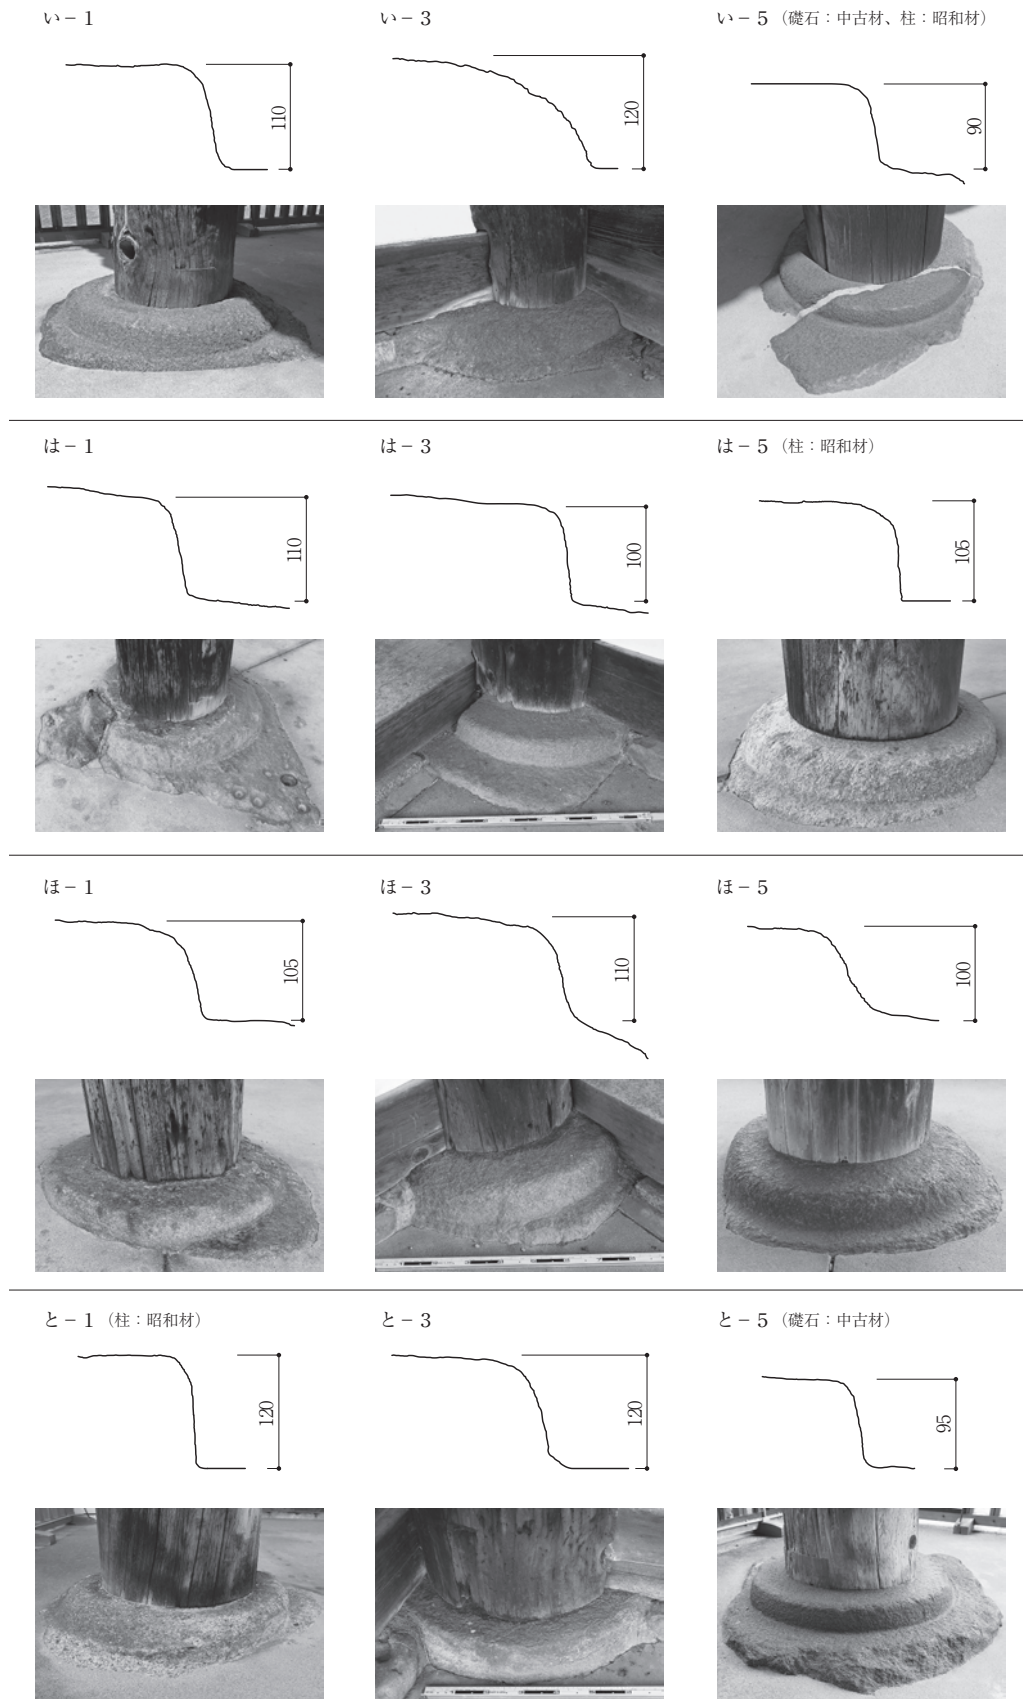 い－1
い－3
い－5（礎石：中古材、柱：昭和材）
110
120
90
は－1
は－3
は－5（柱：昭和材）
110
100
105
ほ－1
ほ－3
ほ－5
105
110
100
と－1（柱：昭和材）
と－3
と－5（礎石：中古材）
120
120
95